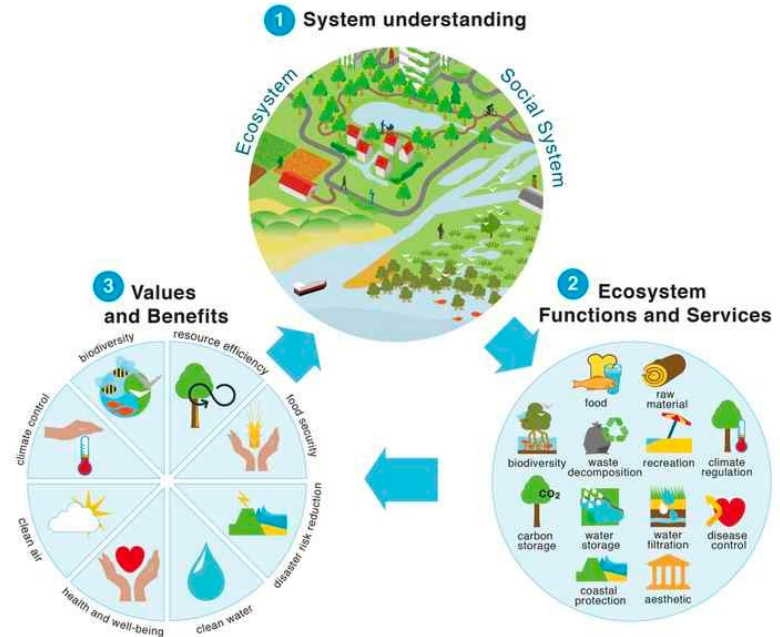 1 System understanding
Ecosystem
Social System
2 Ecosystem
Functions and Services
food
raw
material
biodiversity
waste
decomposition
recreation
climate
regulation
CO2
carbon
storage
water
storage
water
filtration
disease
control
coastal
protection
aesthetic
3 Values
and Benefits
biodiversity
resource efficiency
food security
disaster risk reduction
clean water
health and well-being
clean air
climate control